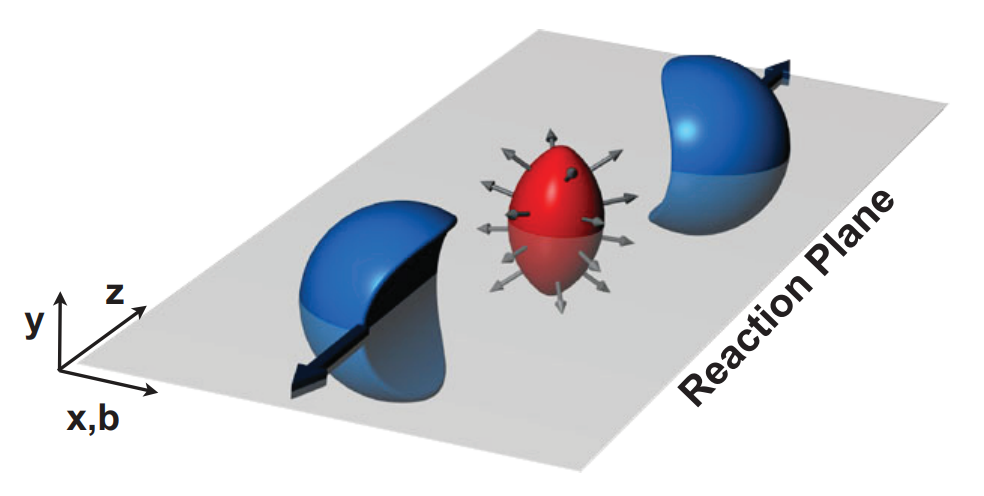 y
z
x,b
Reaction Plane